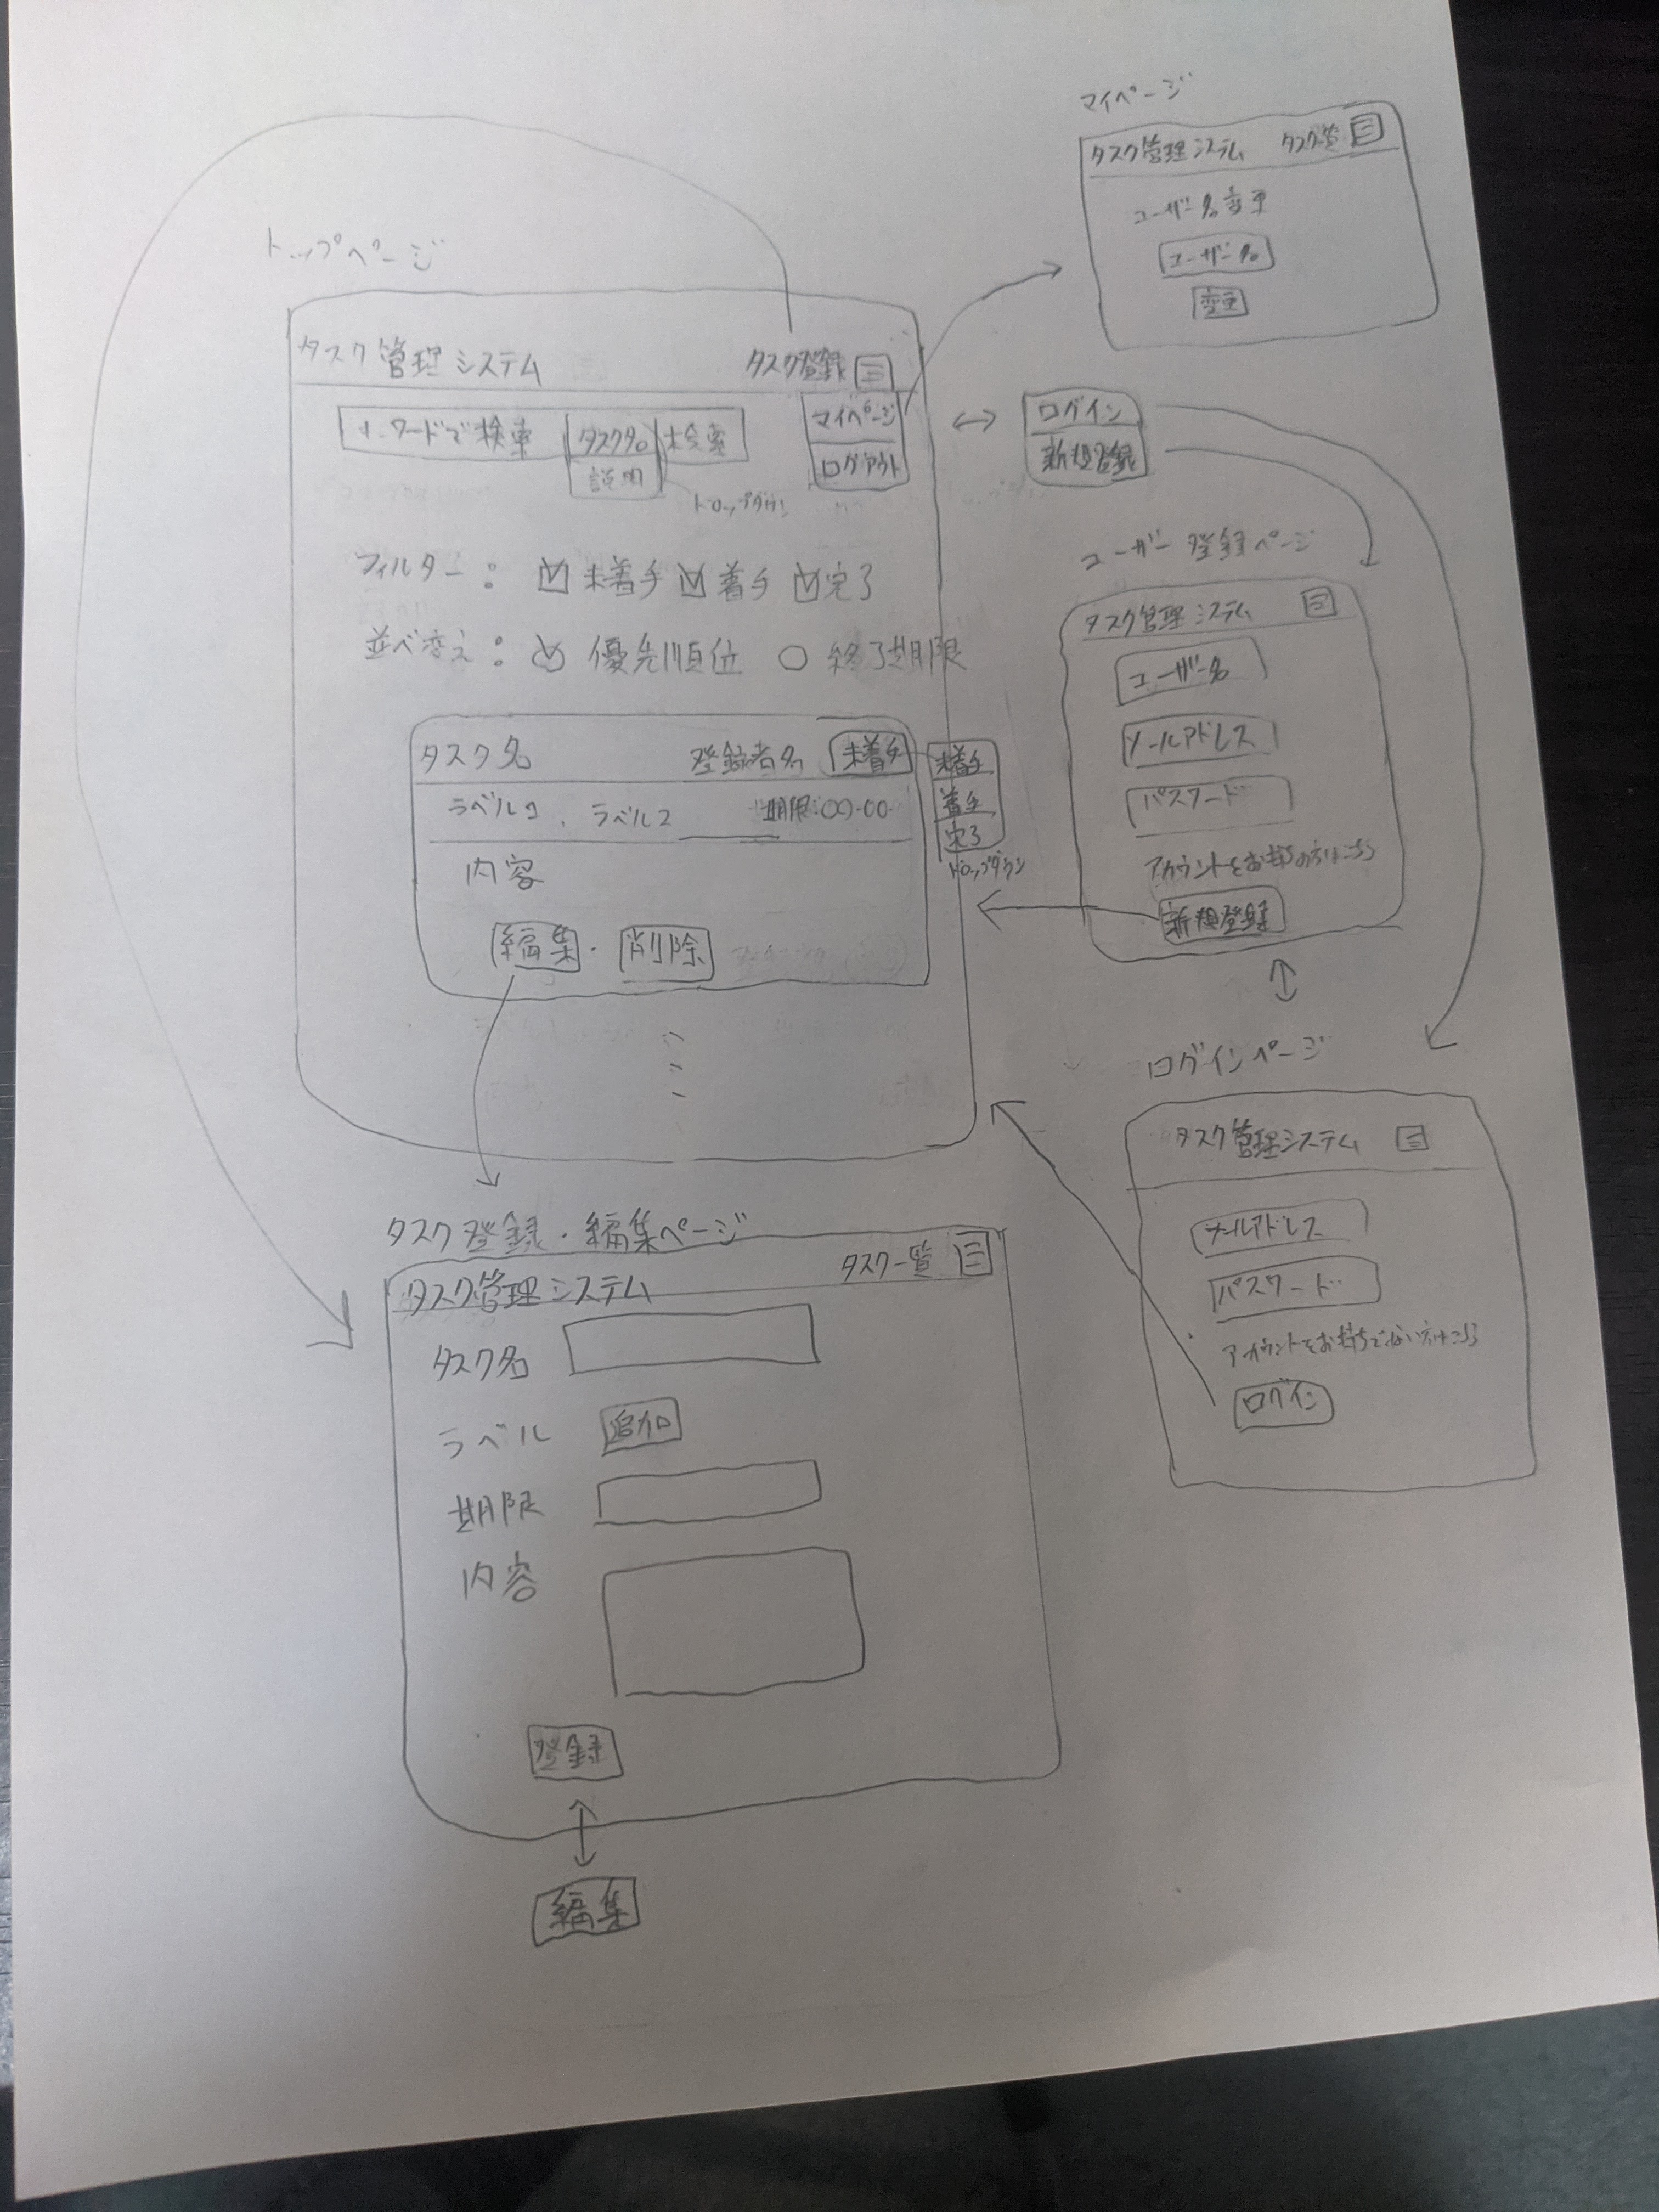 マイページ
タスク管理システム タスク一覧
ユーザー名変更
ユーザー名
変更
トップページ
タスク管理システム タスク登録
キーワードで検索 タスク名 検索
説明
ドロップダウン
マイページ
ログアウト
ログイン
新規登録
フィルター: 未着手 着手 完了
並べ変え: 優先順位 終了期限
タスク名 登録者名 未着手
ラベル1、ラベル2 期限:00-00
内容
編集・削除
未着手
着手
完了
ドロップダウン
ユーザー登録ページ
タスク管理システム
ユーザー名
メールアドレス
パスワード
アカウントをお持ちの方はこちら
新規登録
ログインページ
タスク管理システム
メールアドレス
パスワード
アカウントをお持ちでない方はこちら
ログイン
タスク登録・編集ページ
タスク管理システム タスク一覧
タスク名
ラベル 追加
期限
内容
登録
編集